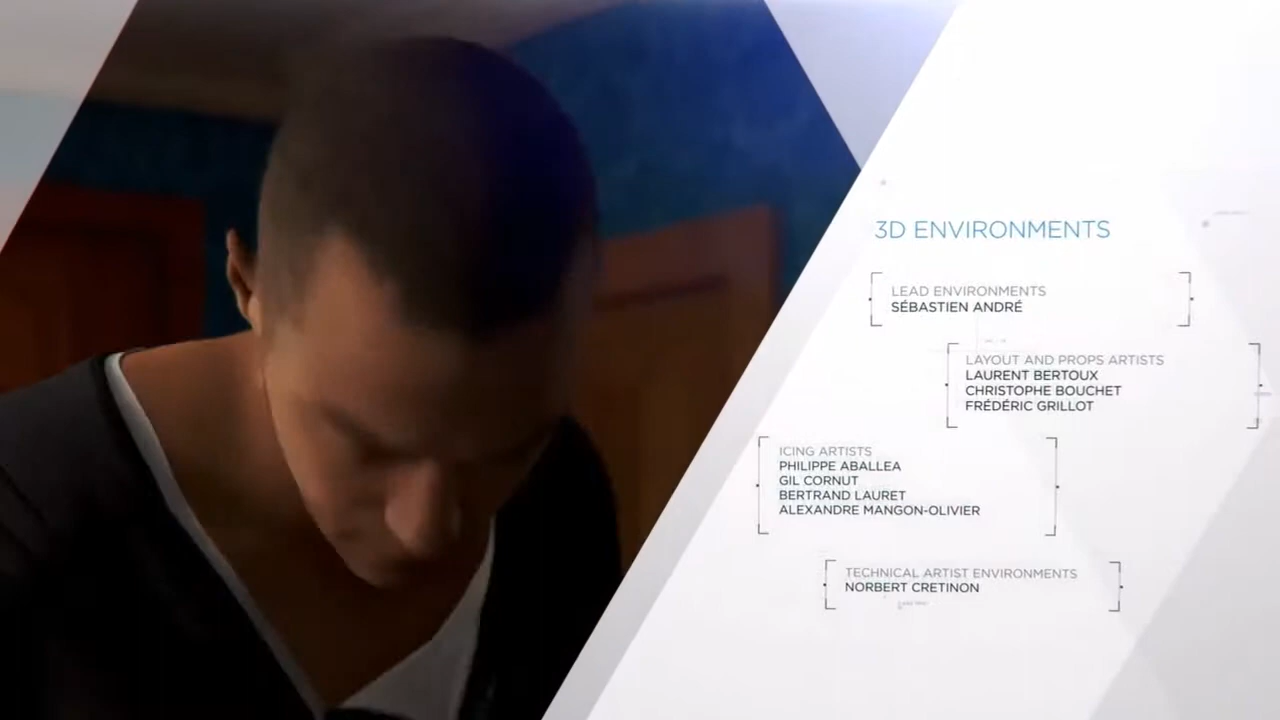 3D ENVIRONMENTS
LEAD ENVIRONMENTS
SÉBASTIEN ANDRÉ
LAYOUT AND PROPS ARTISTS
LAURENT BERTOUX
CHRISTOPHE BOUCHET
FRÉDÉRIC GRILLOT
ICING ARTISTS
PHILIPPE ABALLEA
GIL CORNUT
BERTRAND LAURET
ALEXANDRE MANGON-OLIVIER
TECHNICAL ARTIST ENVIRONMENTS
NORBERT CRETINON